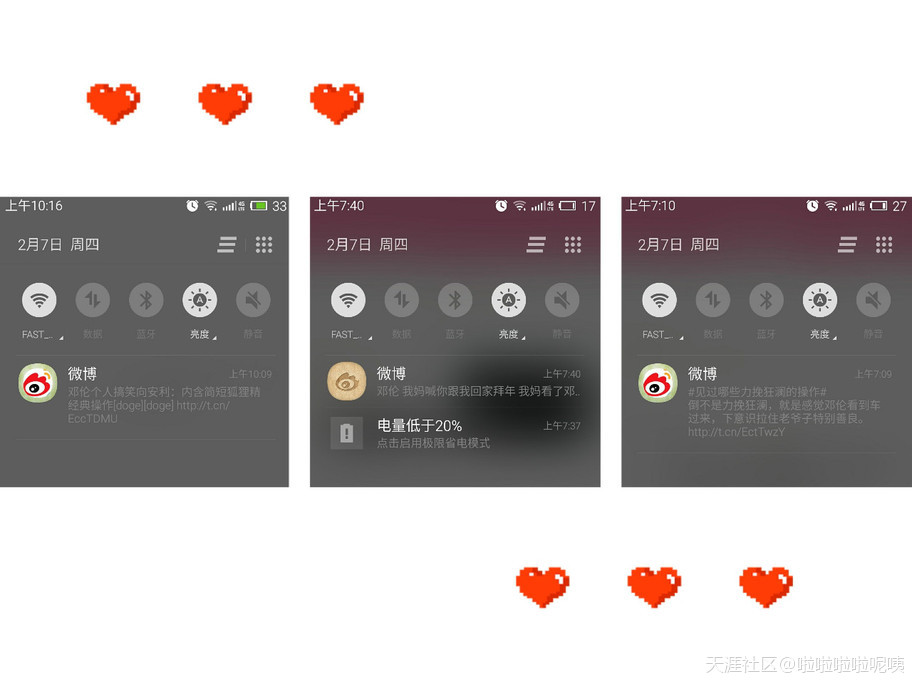 上午10:16
4G
33
2月7日 周四
A
FAST_...
数据
蓝牙
亮度
静音
微博
上午10:09
邓伦个人搞笑向安利：内含简短狐狸精
经典操作[doge][doge] http://t.cn/
EccTDMU
上午7:40
4G
17
2月7日 周四
A
FAST_...
数据
蓝牙
亮度
静音
微博
上午7:40
邓伦 我妈喊你跟我回家拜年 我妈看了邓..
电量低于20%
上午7:37
点击启用极限省电模式
上午7:10
4G
27
2月7日 周四
A
FAST_...
数据
蓝牙
亮度
静音
微博
上午7:09
#见过哪些力挽狂澜的操作#
倒不是力挽狂澜，就是感觉邓伦看到车
过来，下意识拉住老爷子特别善良。
http://t.cn/EctTwzY
天涯社区@啦啦啦啦呢咦